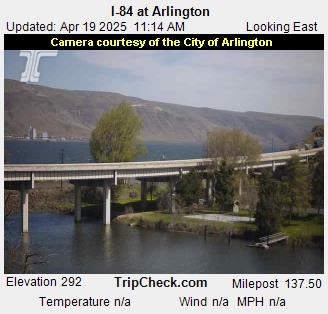 I-84 at Arlington
Updated: Apr 19 2025 11:14 AM Looking East
Camera courtesy of the City of Arlington
Elevation 292 TripCheck.com Milepost 137.50
Temperature n/a Wind n/a MPH n/a